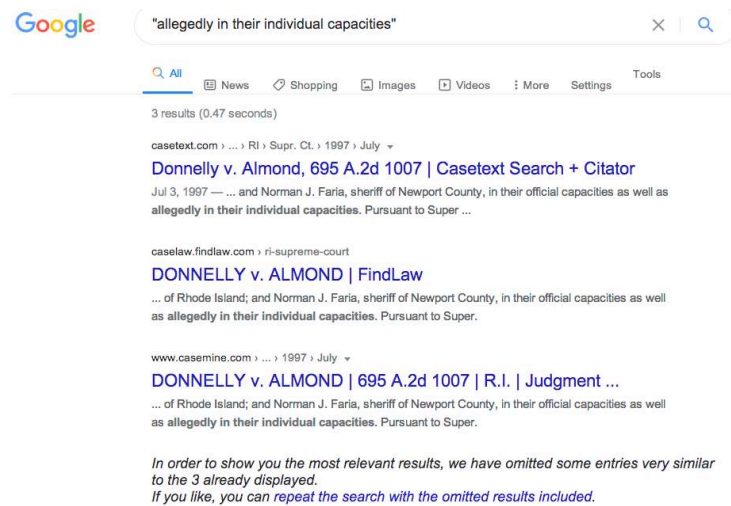 Google
"allegedly in their individual capacities"
All
News
Shopping
Images
Videos
More
Settings
Tools
3 results (0.47 seconds)
casetext.com › ... › RI › Supr. Ct. › 1997 › July
Donnelly v. Almond, 695 A.2d 1007 | Casetext Search + Citator
Jul 3, 1997 — ... and Norman J. Faria, sheriff of Newport County, in their official capacities as well as
allegedly in their individual capacities. Pursuant to Super ...
caselaw.findlaw.com › ri-supreme-court
DONNELLY v. ALMOND | FindLaw
... of Rhode Island; and Norman J. Faria, sheriff of Newport County, in their official capacities as well
as allegedly in their individual capacities. Pursuant to Super.
www.casemine.com › ... › 1997 › July
DONNELLY v. ALMOND | 695 A.2d 1007 | R.I. | Judgment ...
... of Rhode Island; and Norman J. Faria, sheriff of Newport County, in their official capacities as well
as allegedly in their individual capacities. Pursuant to Super.
In order to show you the most relevant results, we have omitted some entries very similar
to the 3 already displayed.
If you like, you can repeat the search with the omitted results included.